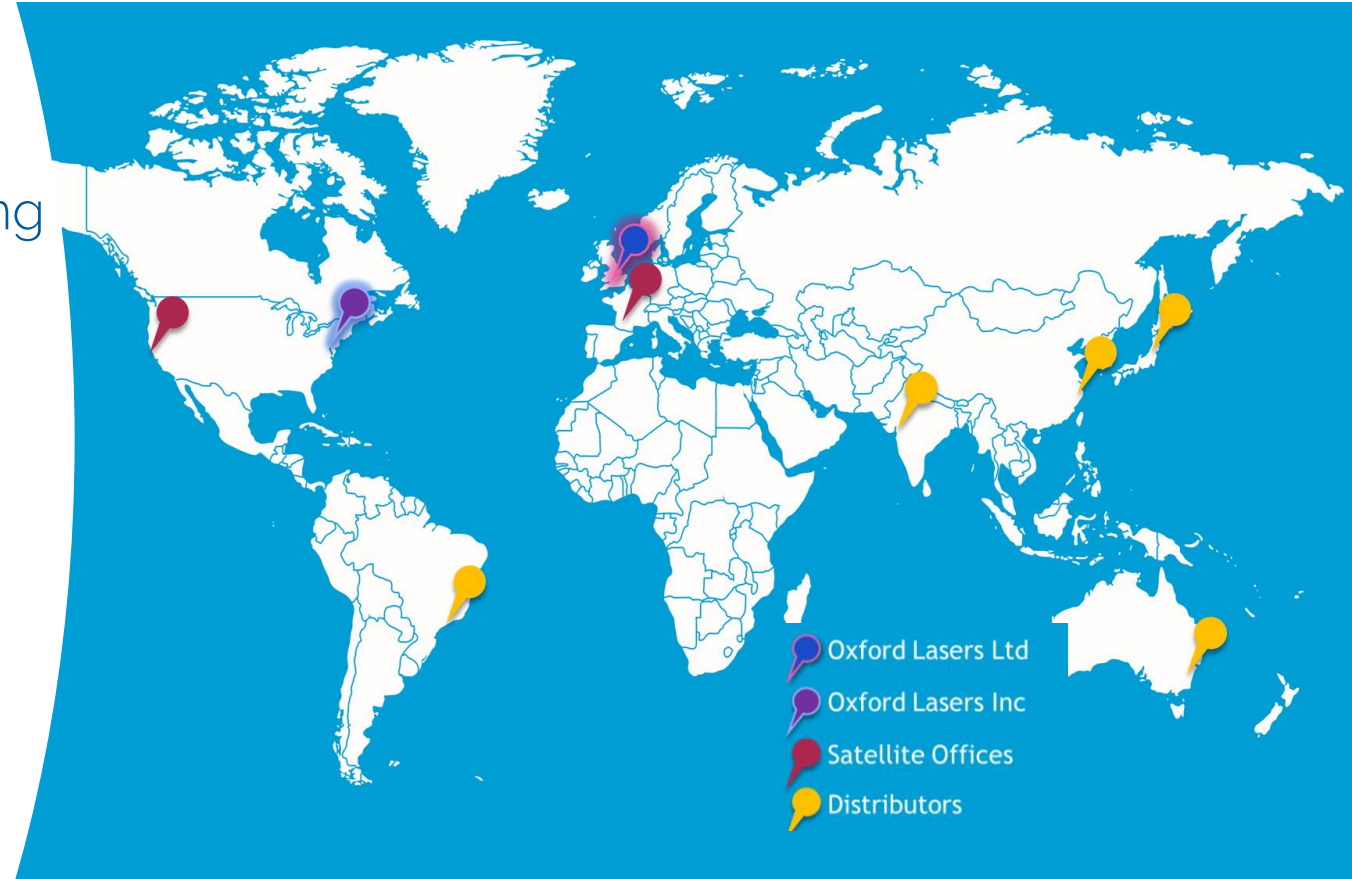 ng
Oxford Lasers Ltd
Oxford Lasers Inc
Satellite Offices
Distributors